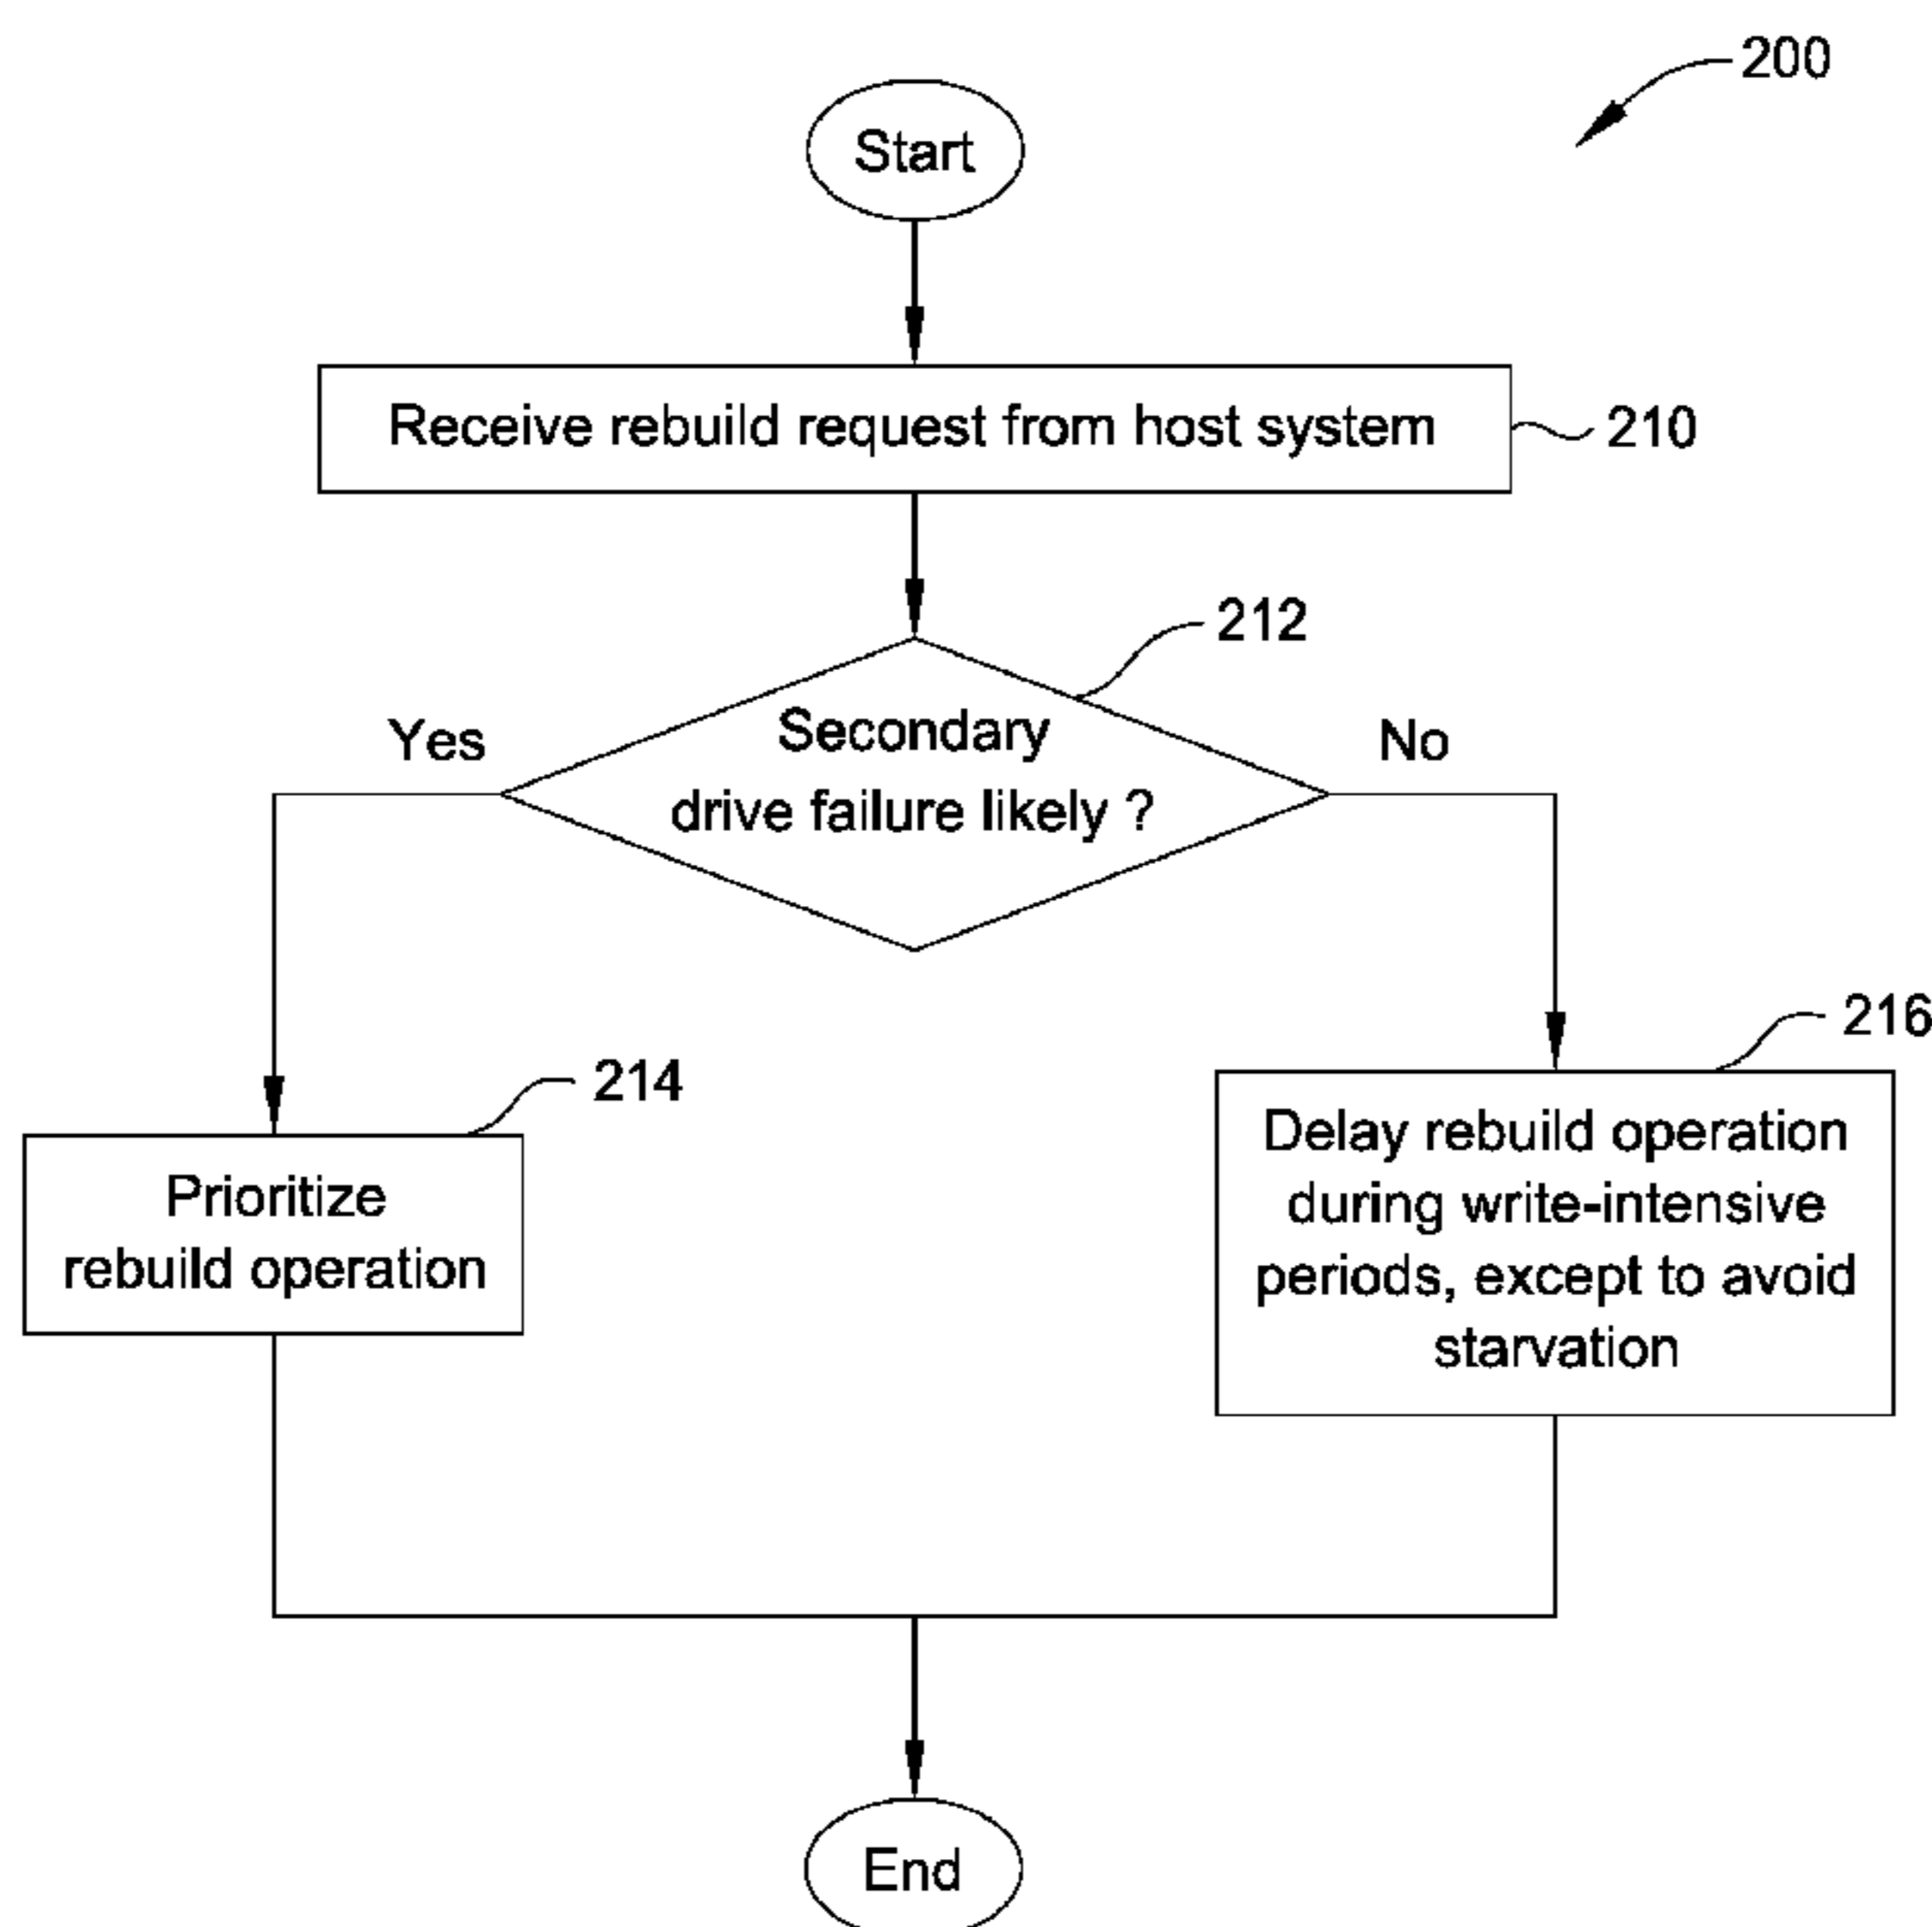 200
Start
Receive rebuild request from host system
210
212
Yes
Secondary
drive failure likely ?
No
214
216
Prioritize
rebuild operation
Delay rebuild operation
during write-intensive
periods, except to avoid
starvation
End